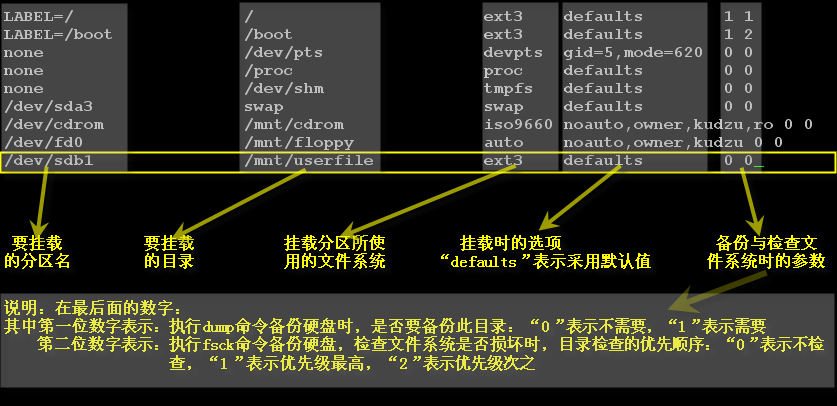 LABEL=/ / ext3 defaults 1 1
LABEL=/boot /boot ext3 defaults 1 2
none /dev/pts devpts gid=5,mode=620 0 0
none /proc proc defaults 0 0
none /dev/shm tmpfs defaults 0 0
/dev/sda3 swap swap defaults 0 0
/dev/cdrom /mnt/cdrom iso9660 noauto,owner,kudzu,ro 0 0
/dev/fd0 /mnt/floppy auto noauto,owner,kudzu 0 0
/dev/sdb1 /mnt/userfile ext3 defaults 0 0_
要挂载
的分区名
要挂载
的目录
挂载分区所使
用的文件系统
挂载时的选项
“defaults”表示采用默认值
备份与检查文
件系统时的参数
说明：在最后面的数字：
其中第一位数字表示：执行dump命令备份硬盘时，是否要备份此目录：“0”表示不需要，“1”表示需要
第二位数字表示：执行fsck命令备份硬盘，检查文件系统是否损坏时，目录检查的优先顺序：“0”表示不检
查，“1”表示优先级最高，“2”表示优先级次之